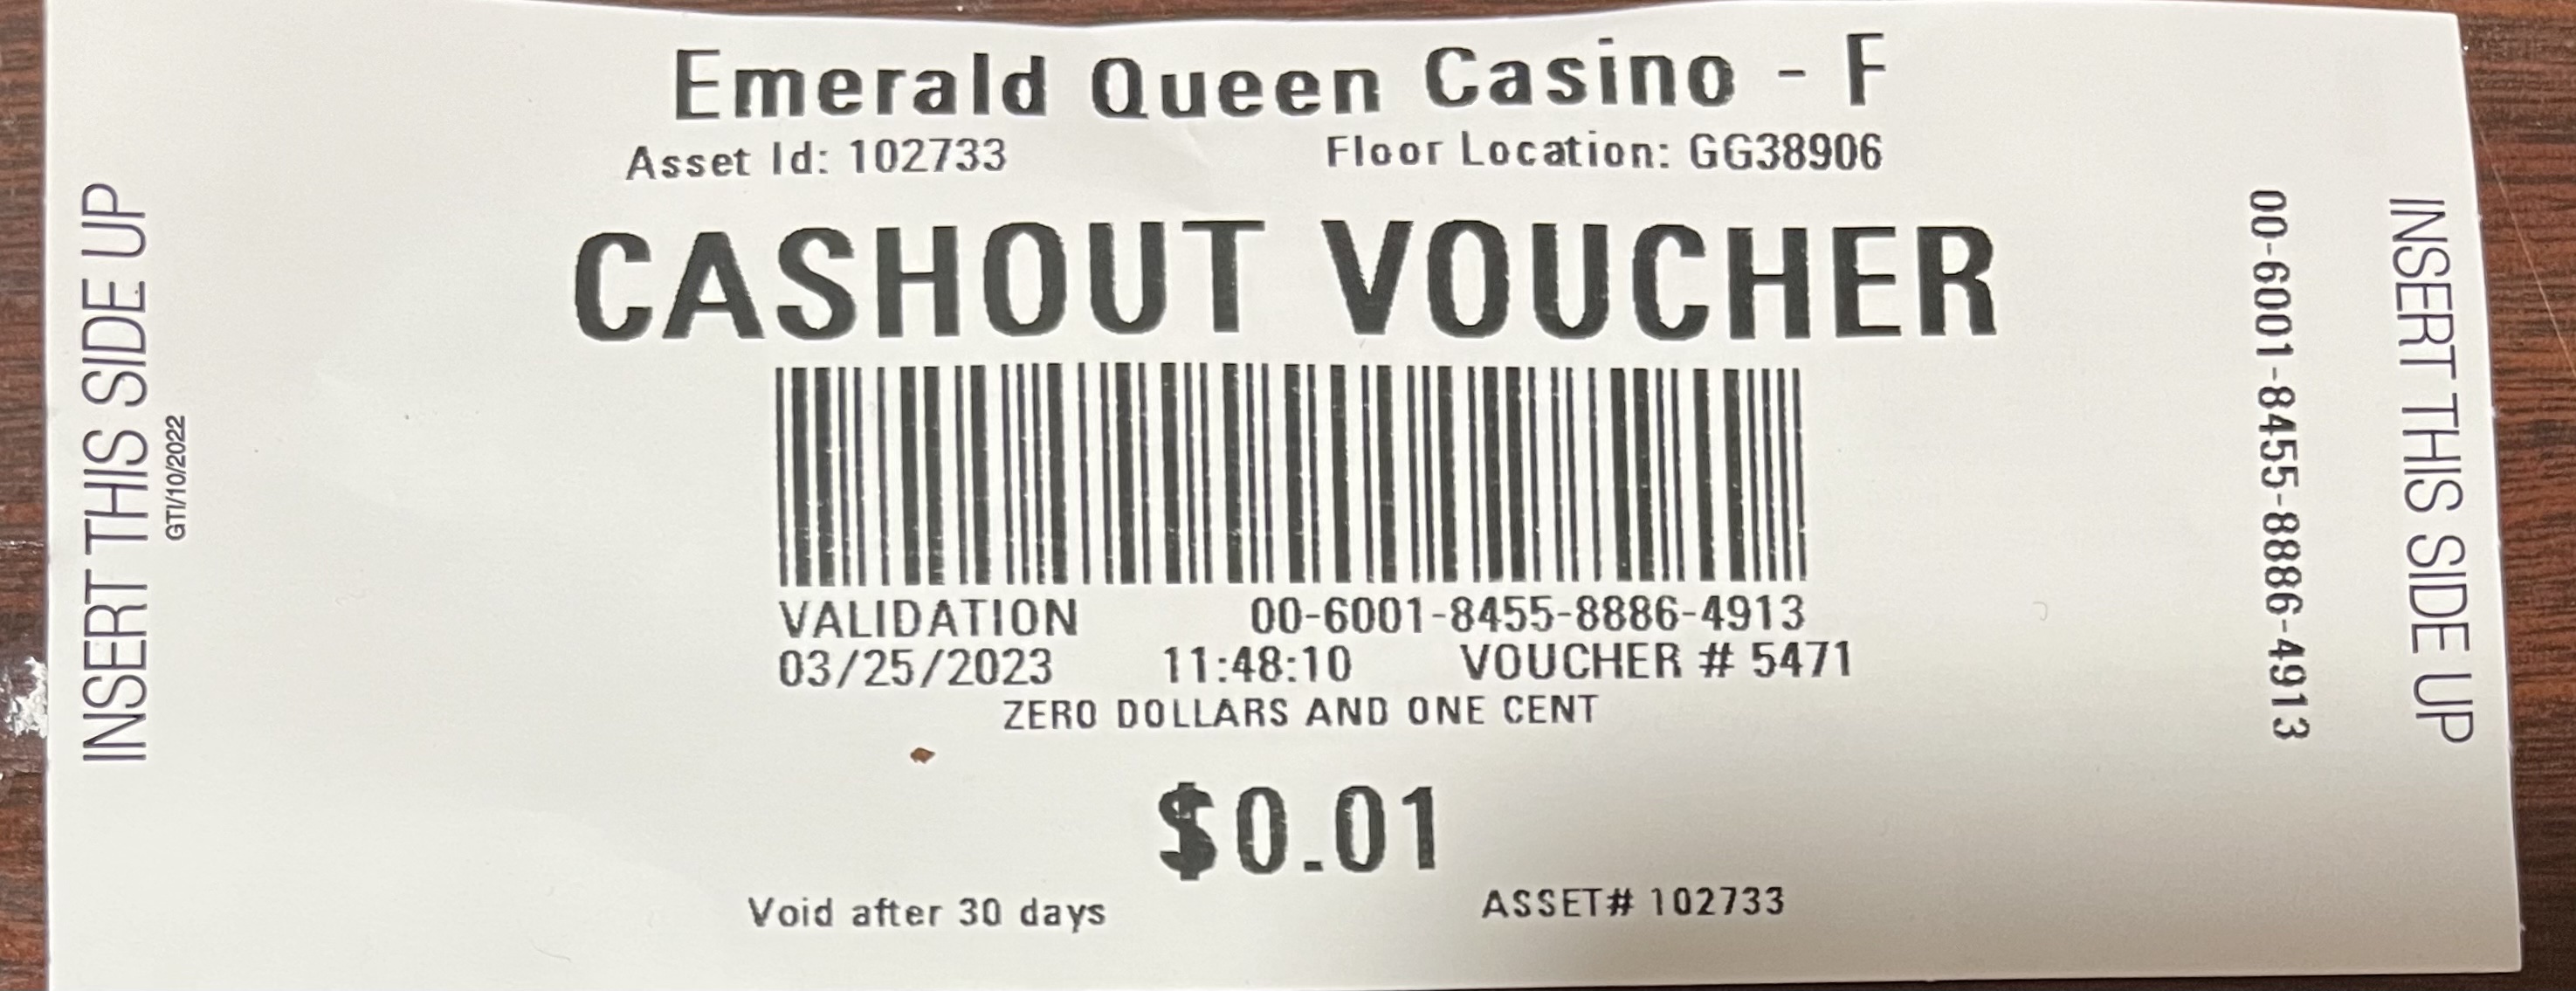 Emerald Queen Casino - F
Asset Id: 102733 Floor Location: GG38906
CASHOUT VOUCHER
VALIDATION 00-6001-8455-8886-4913
03/25/2023 11:48:10 VOUCHER # 5471
ZERO DOLLARS AND ONE CENT
$0.01
Void after 30 days ASSET# 102733
INSERT THIS SIDE UP
GTI/10/2022
00-6001-8455-8886-4913
INSERT THIS SIDE UP